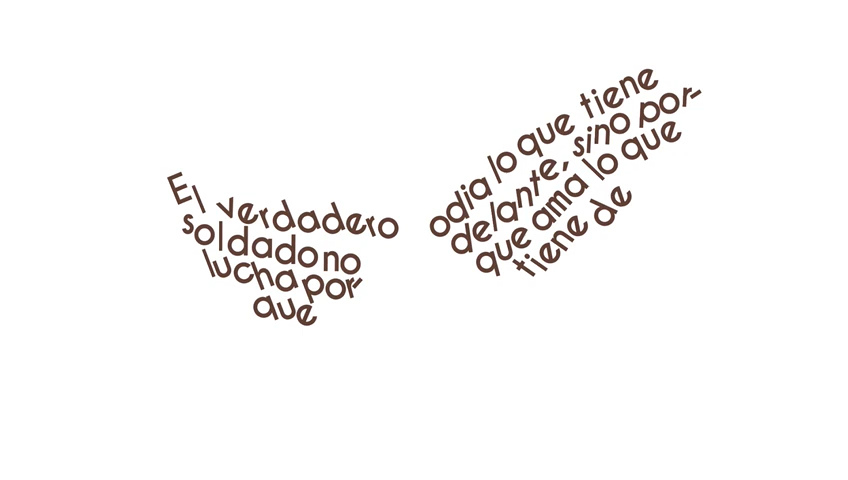 El verdadero
soldado no
lucha por-
que
odia lo que tiene
delante, sino por-
que ama lo que
tiene de